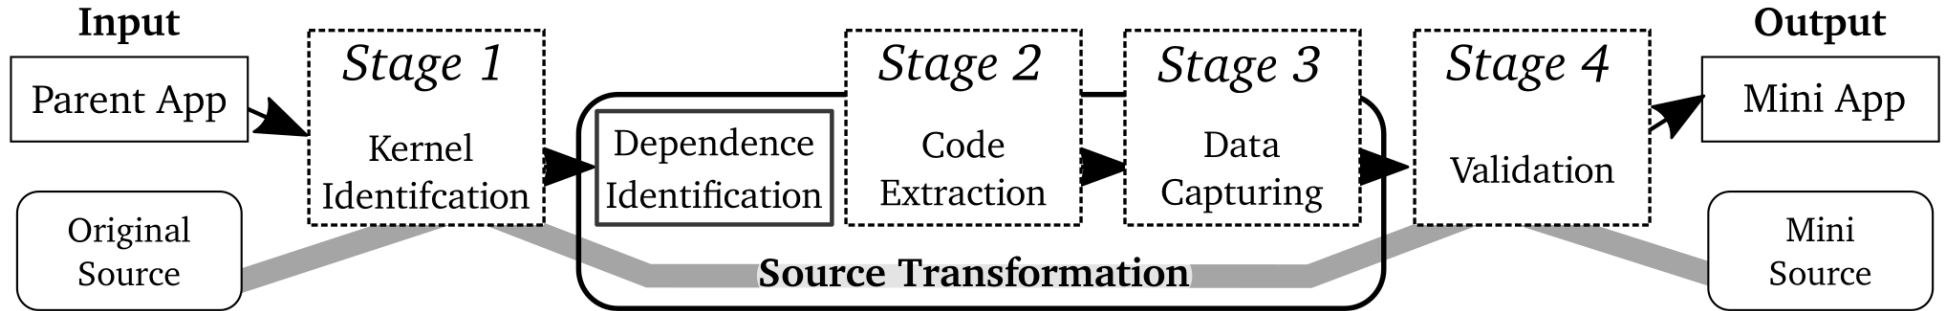 Input
Parent App
Original
Source
Stage 1
Kernel
Identifcation
Dependence
Identification
Stage 2
Code
Extraction
Stage 3
Data
Capturing
Source Transformation
Stage 4
Validation
Output
Mini App
Mini
Source